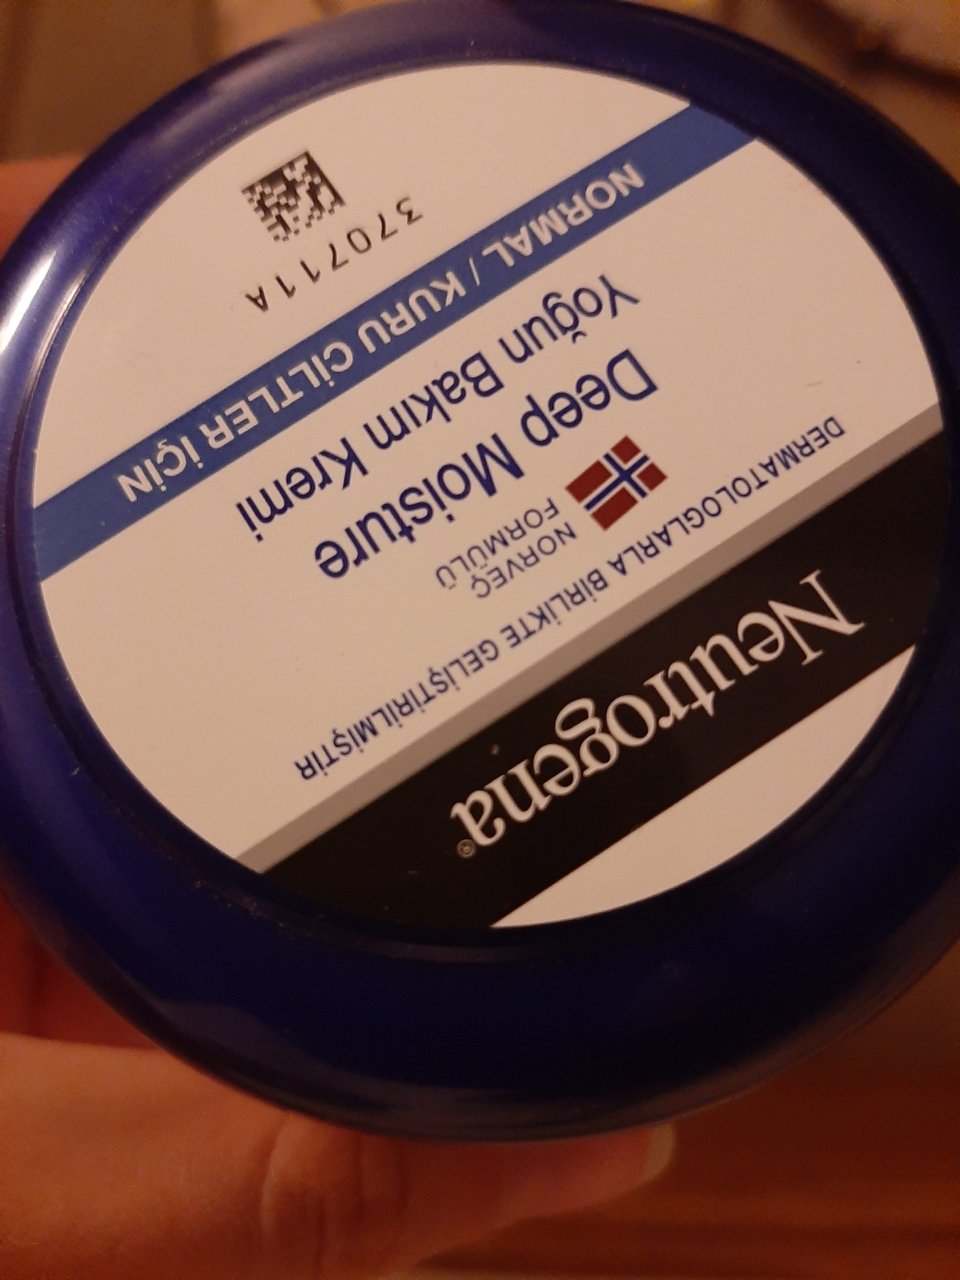 Neutrogena®
DERMATOLOGLARLA BİRLİKTE GELİŞTİRİLMİŞTİR
NORVEÇ
FORMÜLÜ
Deep Moisture
Yoğun Bakım Kremi
NORMAL / KURU CİLTLER İÇİN
370711A